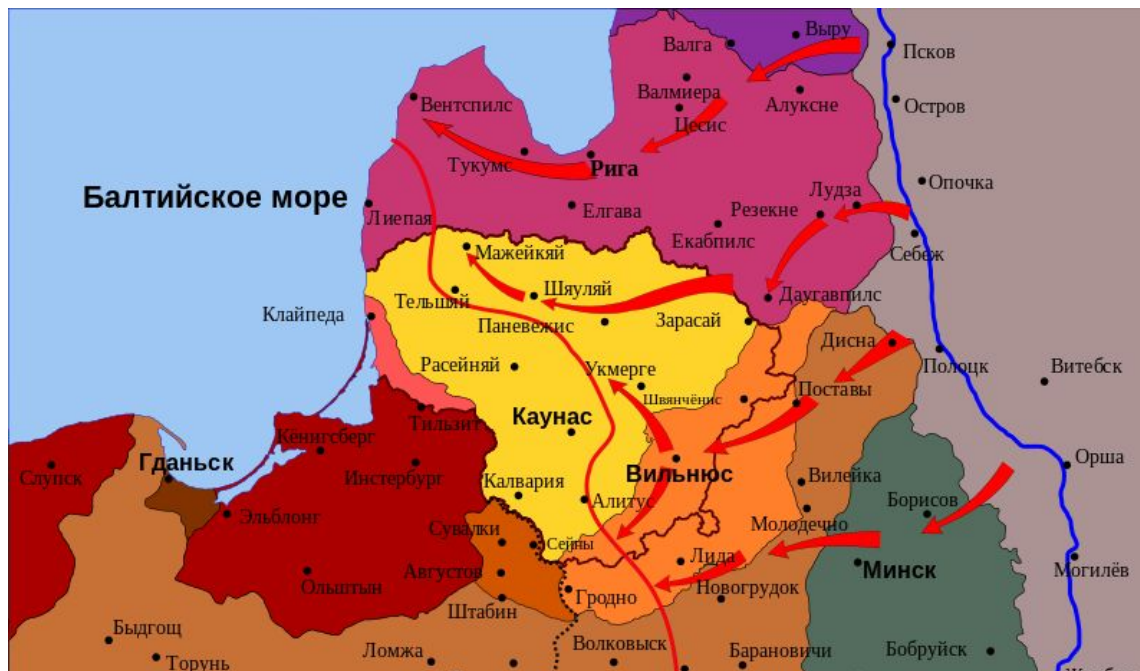 Выру
Валга
Псков
Валмиера
Алуксне
Вентспилс
Остров
Цесис
Тукумс
Рига
Опочка
Балтийское море
Лудза
Резекне
Лиепая
Елгава
Екабпилс
Себеж
Мажейкяй
Шяуляй
Даугавпилс
Тельшяй
Клайпеда
Паневежис
Зарасай
Дисна
Полоцк
Витебск
Расейняй
Укмерге
Швянчёнис
Поставы
Каунас
Тильзит
Кёнигсберг
Гданьск
Слупск
Инстербург
Вильнюс
Орша
Калвария
Вилейка
Алитус
Борисов
Эльблонг
Молодечно
Сувалки
Сейны
Лида
Минск
Могилёв
Августов
Ольштын
Гродно
Новогрудок
Штабин
Быдгощ
Волковыск
Ломжа
Барановичи
Бобруйск
Торунь